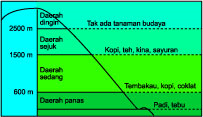 Daerah
dingin
Tak ada tanaman budaya
2500 m
Daerah
sejuk
Kopi, teh, kina, sayuran
1500 m
Daerah
sedang
Tembakau, kopi, coklat
600 m
Daerah panas
Padi, tebu